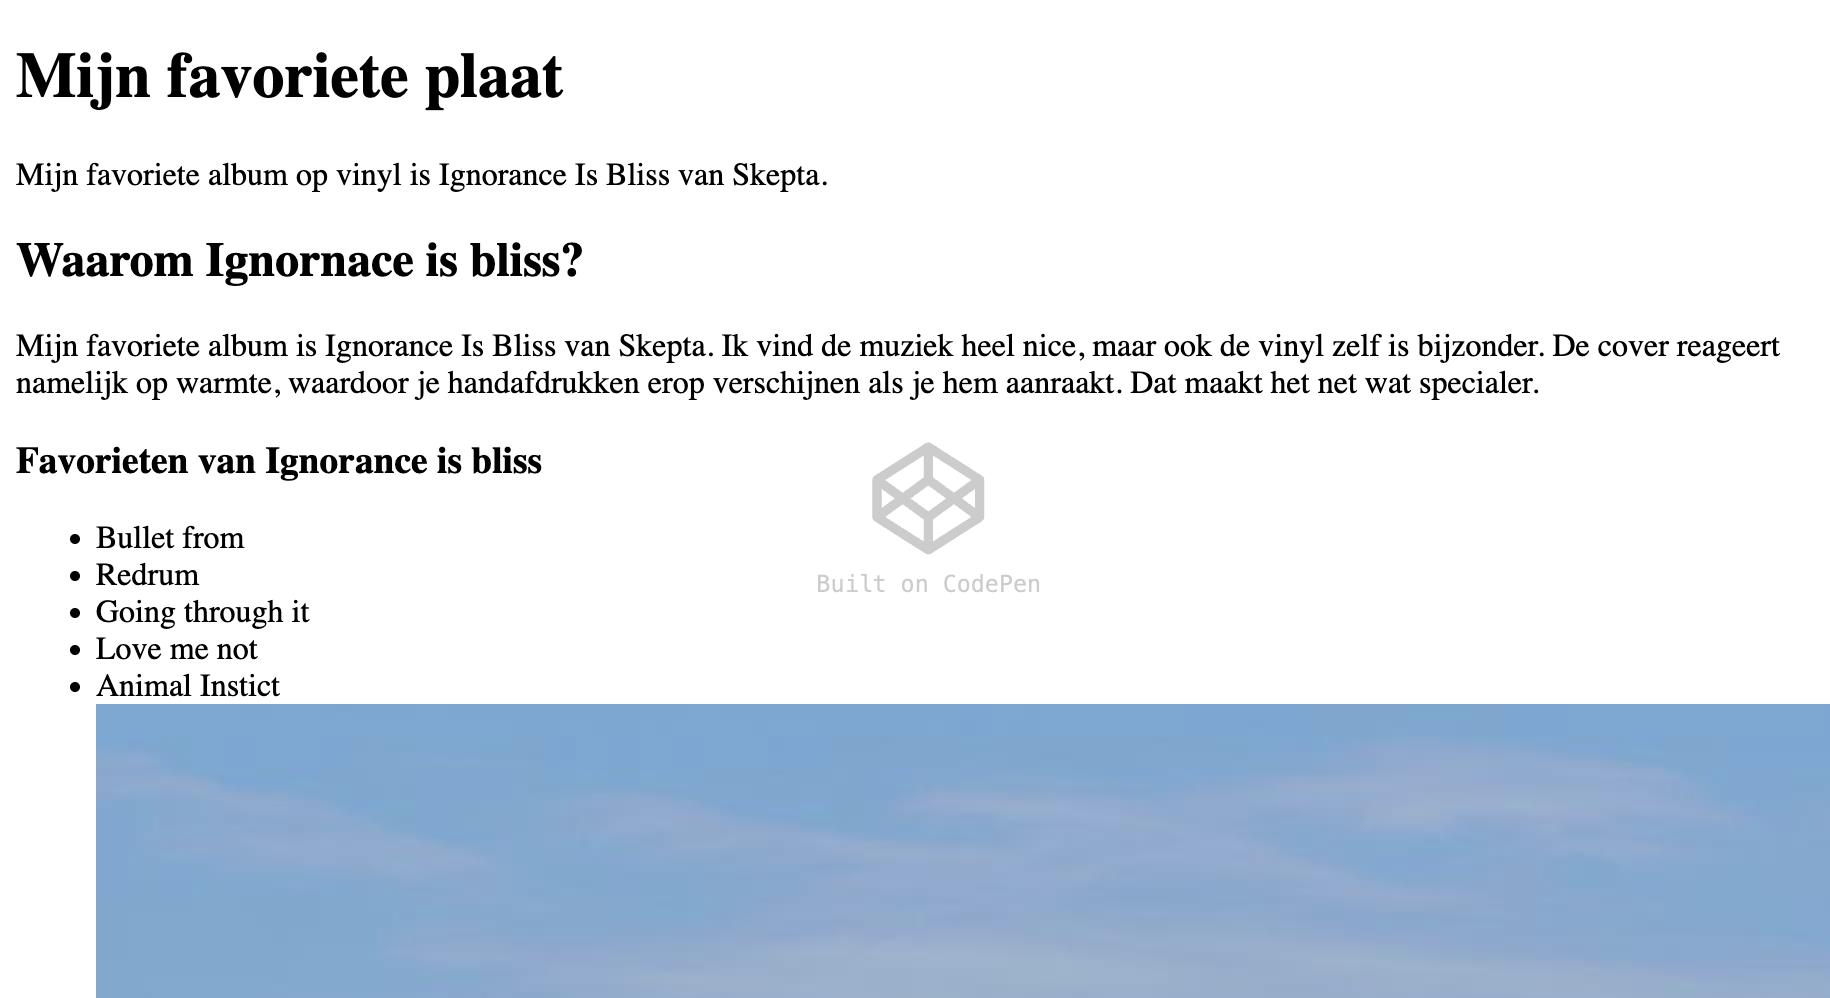 Mijn favoriete plaat
Mijn favoriete album op vinyl is Ignorance Is Bliss van Skepta.
Waarom Ignornace is bliss?
Mijn favoriete album is Ignorance Is Bliss van Skepta. Ik vind de muziek heel nice, maar ook de vinyl zelf is bijzonder. De cover reageert
namelijk op warmte, waardoor je handafdrukken erop verschijnen als je hem aanraakt. Dat maakt het net wat specialer.
Favorieten van Ignorance is bliss
• Bullet from
• Redrum
• Going through it
• Love me not
• Animal Instict
Built on CodePen